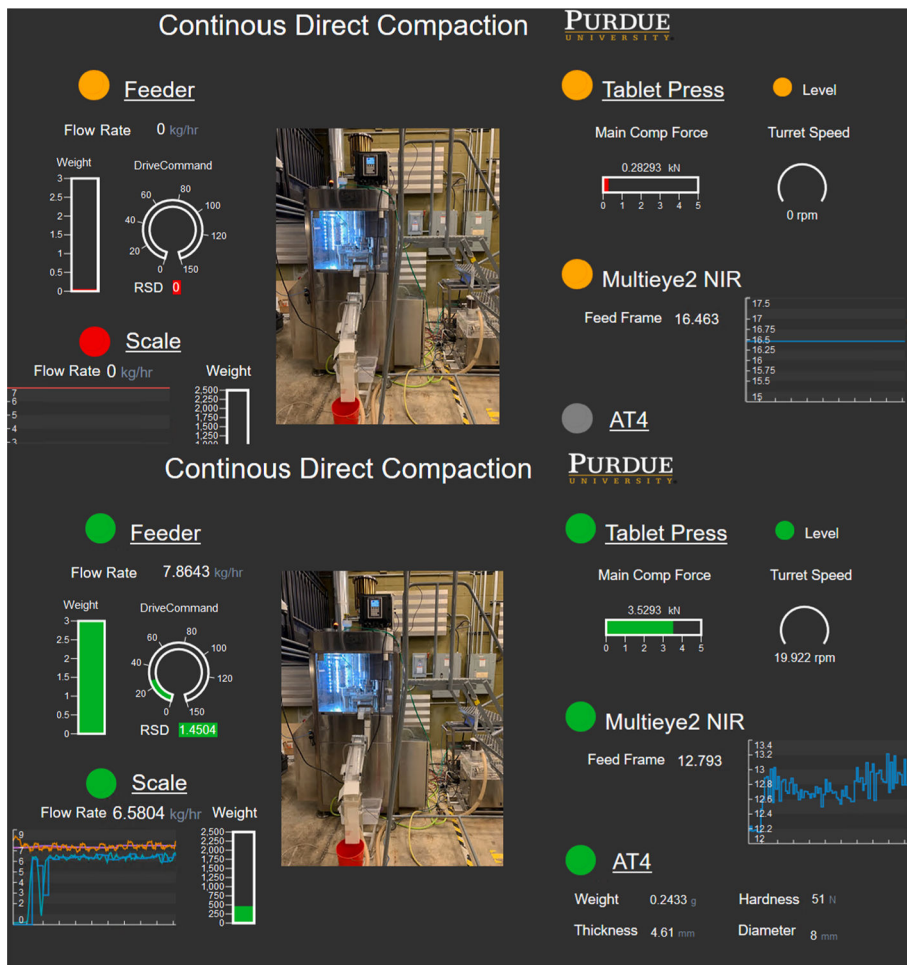 Continous Direct Compaction PURDUE
UNIVERSITY
Feeder Tablet Press Level
Flow Rate 0 kg/hr
Main Comp Force Turret Speed
Weight DriveCommand
0.28293 kN
3
2.5
2
1.5
1
0.5
0
0 20 40 60 80 100 120 150
RSD 0
0 1 2 3 4 5
0 rpm
Multieye2 NIR
Feed Frame 16.463
17.5
17
16.75
16.5
16.25
16
15.75
15.5
15
Scale
Flow Rate 0 kg/hr Weight
7
6
5
4
3
2,500
2,250
2,000
1,750
1,500
1,250
1,000
AT4
Continous Direct Compaction PURDUE
UNIVERSITY
Feeder Tablet Press Level
Flow Rate 7.8643 kg/hr
Main Comp Force Turret Speed
Weight DriveCommand
3.5293 kN
3
2.5
2
1.5
1
0.5
0
0 20 40 60 80 100 120 150
RSD 1.4504
0 1 2 3 4 5
19.922 rpm
Multieye2 NIR
Feed Frame 12.793
13.4
13.2
13
12.8
12.6
12.4
12.2
12
Scale
Flow Rate 6.5804 kg/hr Weight
9
7
6
5
4
3
2
0
2,500
2,250
2,000
1,750
1,500
1,250
1,000
750
500
250
0
AT4
Weight 0.2433 g Hardness 51 N
Thickness 4.61 mm Diameter 8 mm